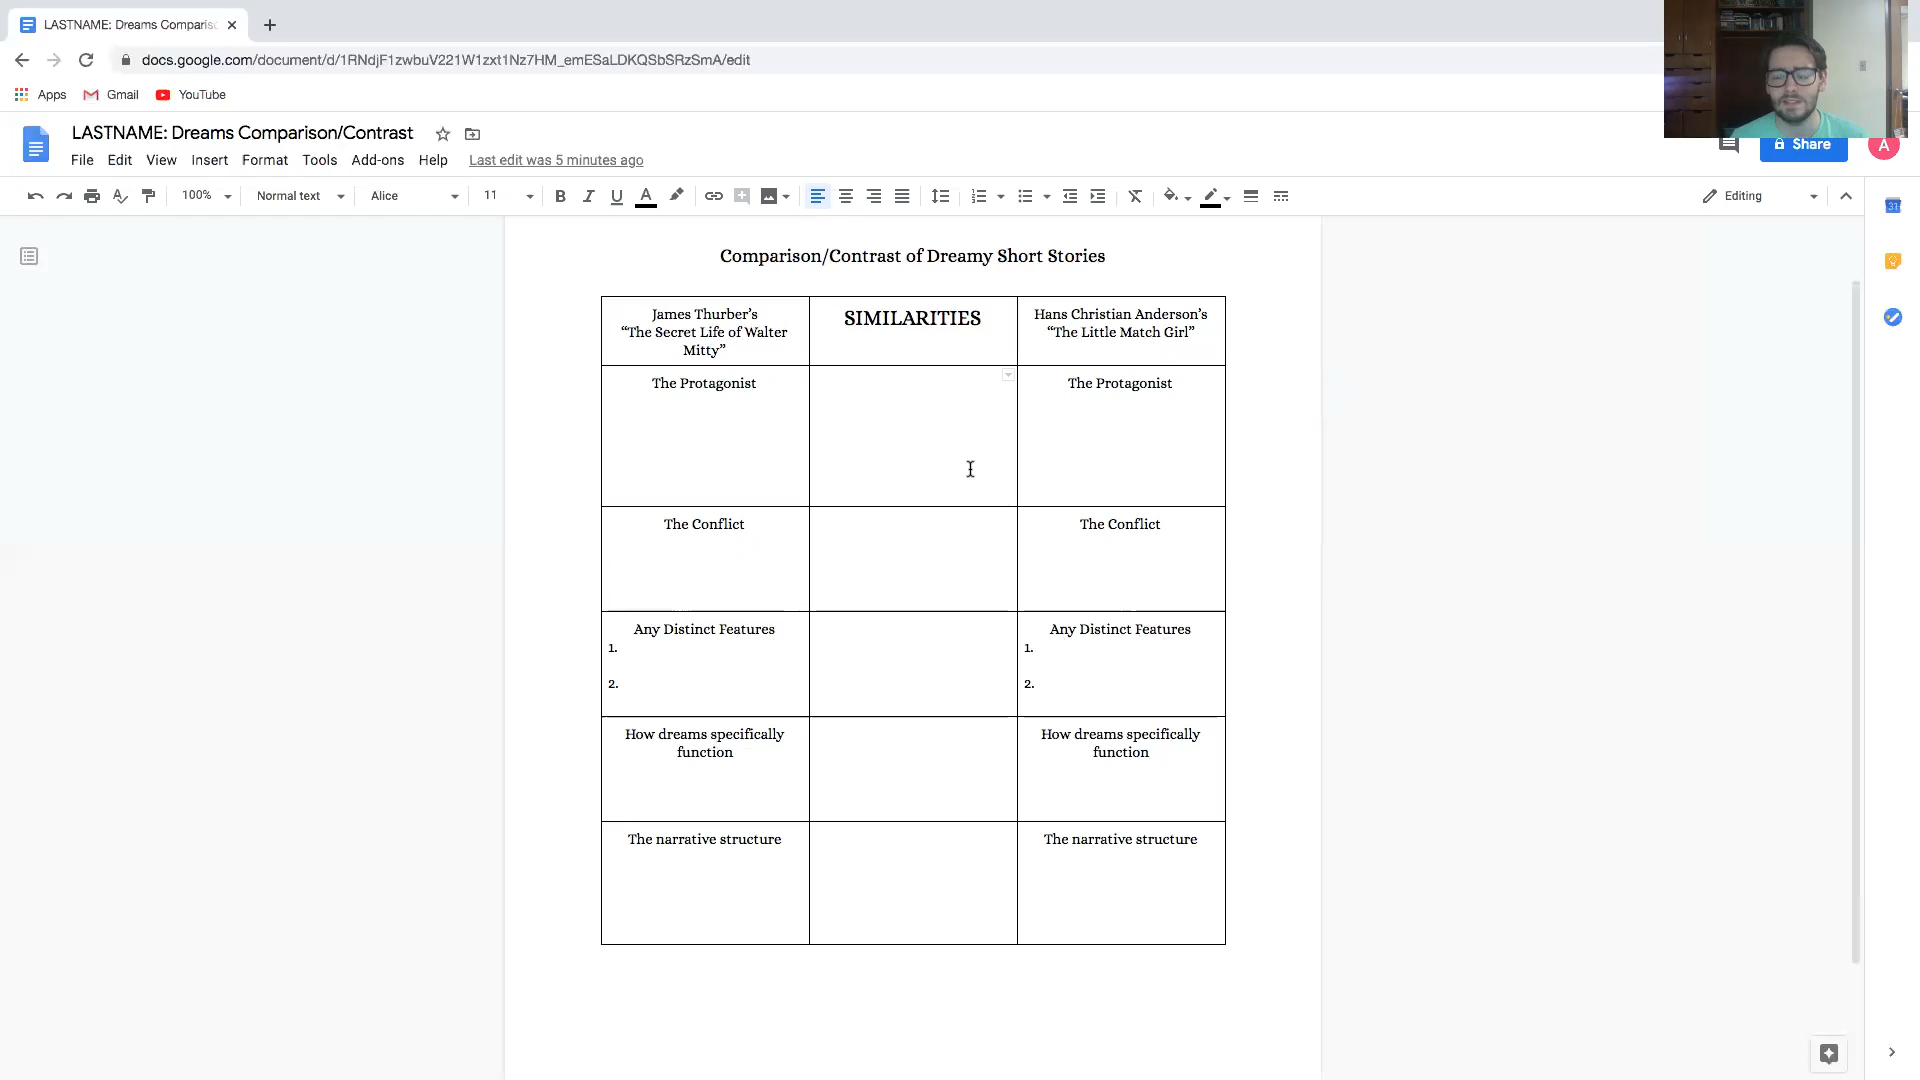 LASTNAME: Dreams Comparis
docs.google.com/document/d/1RNdjF1zwbuV221W1zxt1Nz7HM_emESaLDKQSbSRzSmA/edit
Apps Gmail YouTube
LASTNAME: Dreams Comparison/Contrast
File Edit View Insert Format Tools Add-ons Help Last edit was 5 minutes ago
Share
A
100% Normal text Alice 11 B I U A Editing
31
Comparison/Contrast of Dreamy Short Stories
James Thurber’s
“The Secret Life of Walter
Mitty”
SIMILARITIES
Hans Christian Anderson’s
“The Little Match Girl”
The Protagonist
The Protagonist
The Conflict
The Conflict
Any Distinct Features
1.
2.
Any Distinct Features
1.
2.
How dreams specifically
function
How dreams specifically
function
The narrative structure
The narrative structure